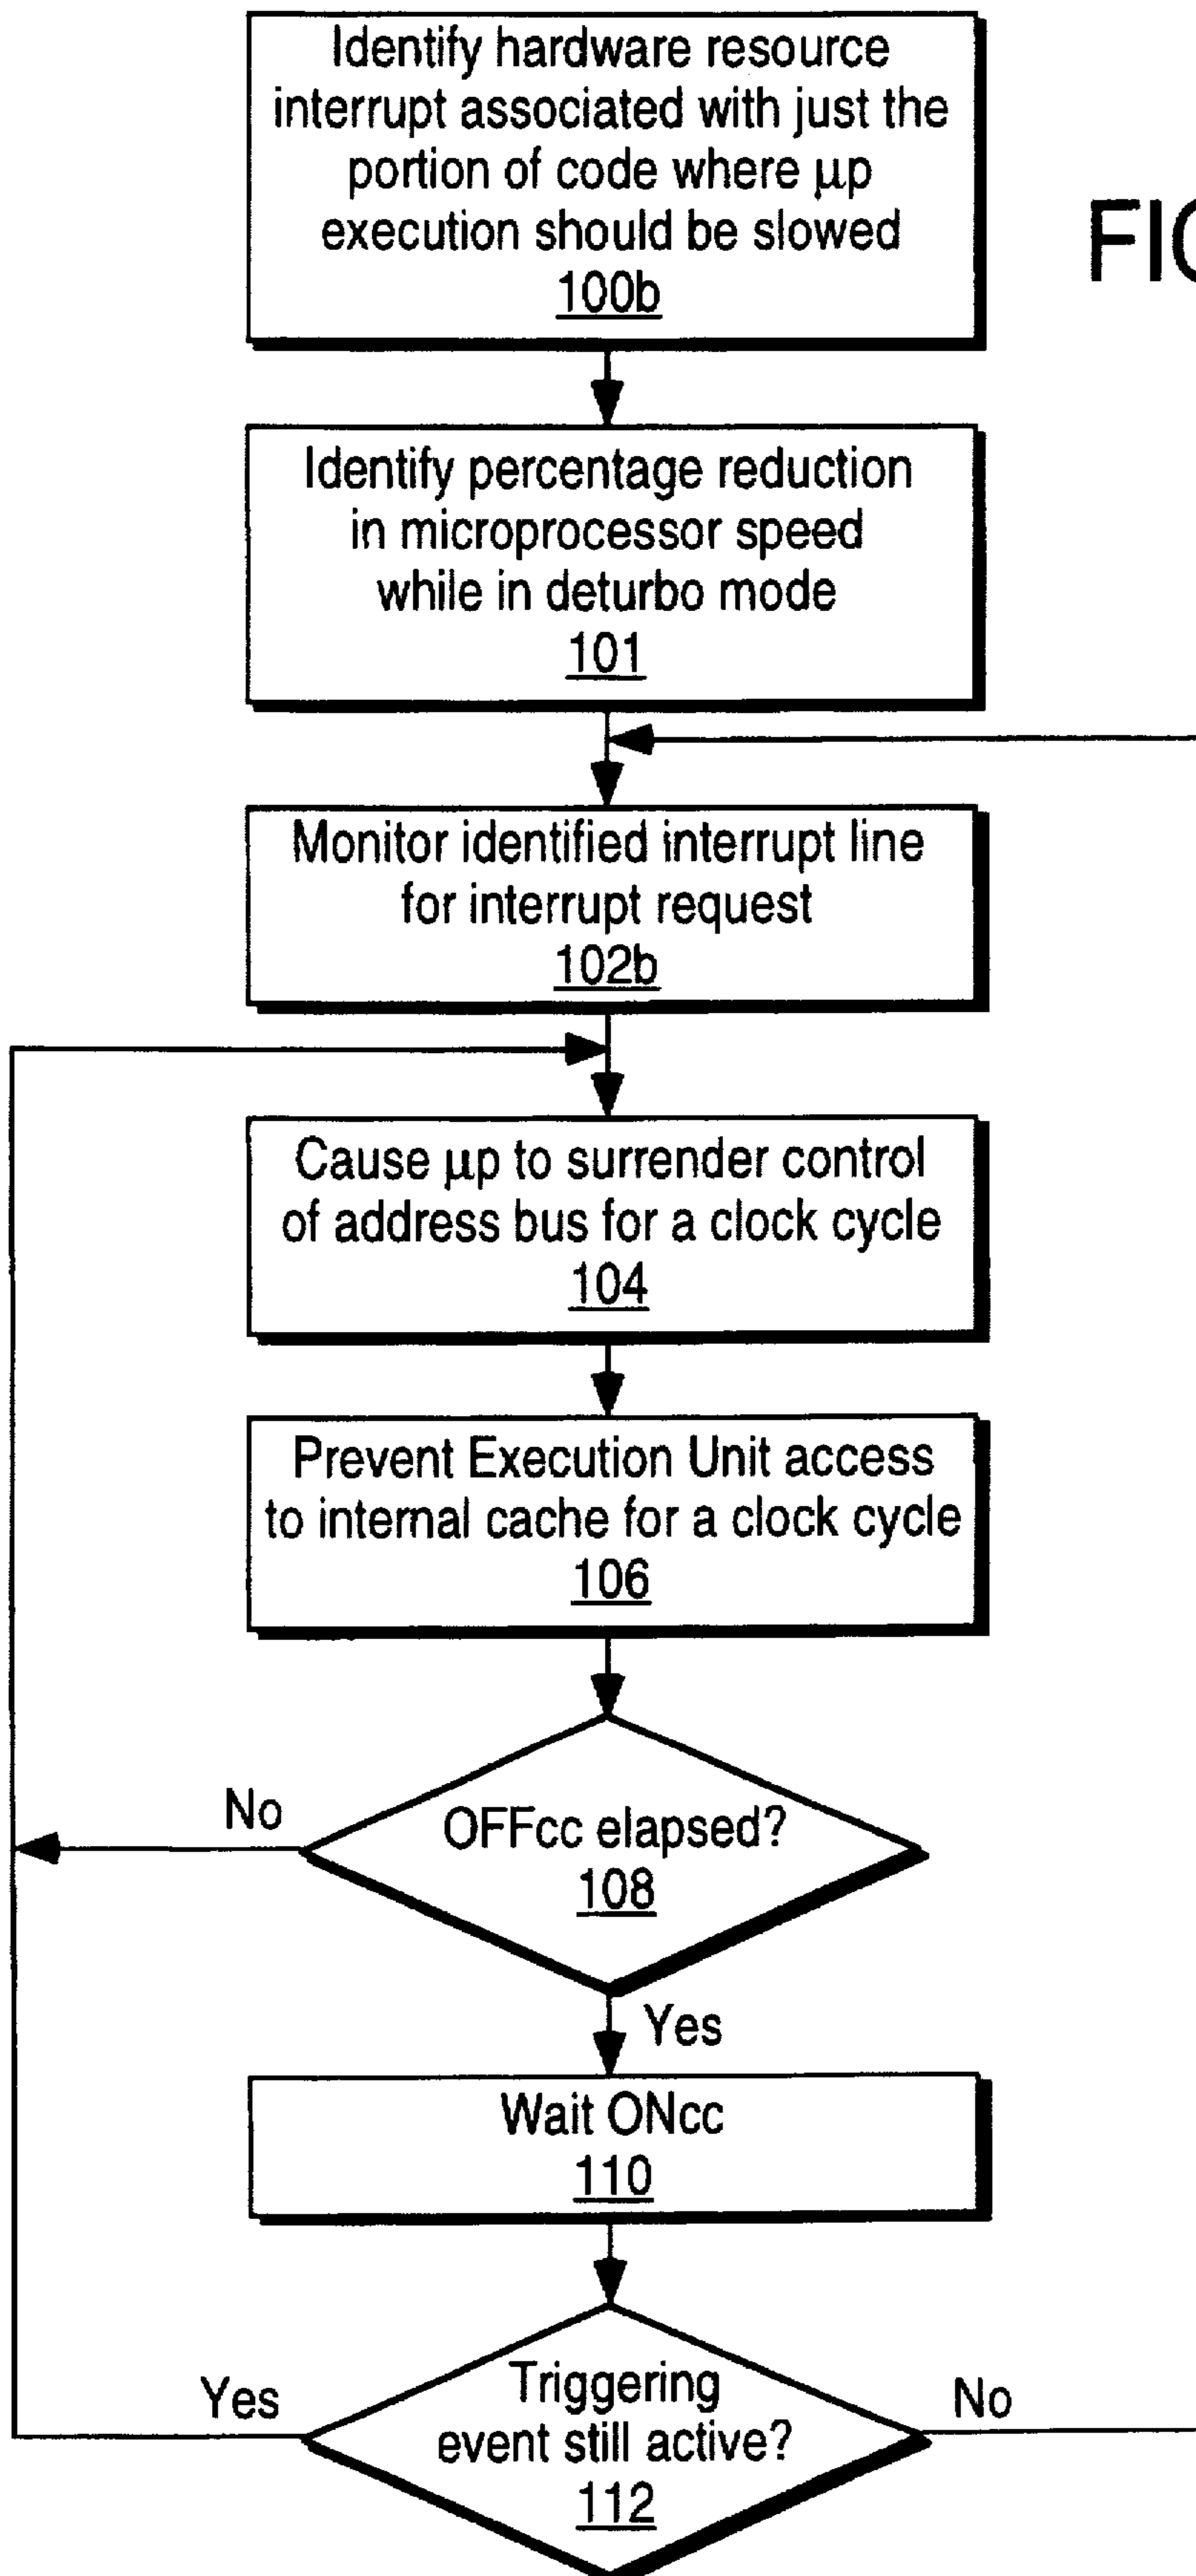 Identify hardware resource
interrupt associated with just the
portion of code where μp
execution should be slowed
100b
FIG
Identify percentage reduction
in microprocessor speed
while in deturbo mode
101
Monitor identified interrupt line
for interrupt request
102b
Cause μp to surrender control
of address bus for a clock cycle
104
Prevent Execution Unit access
to internal cache for a clock cycle
106
No
OFFcc elapsed?
108
Yes
Wait ONcc
110
Yes
Triggering
event still active?
112
No